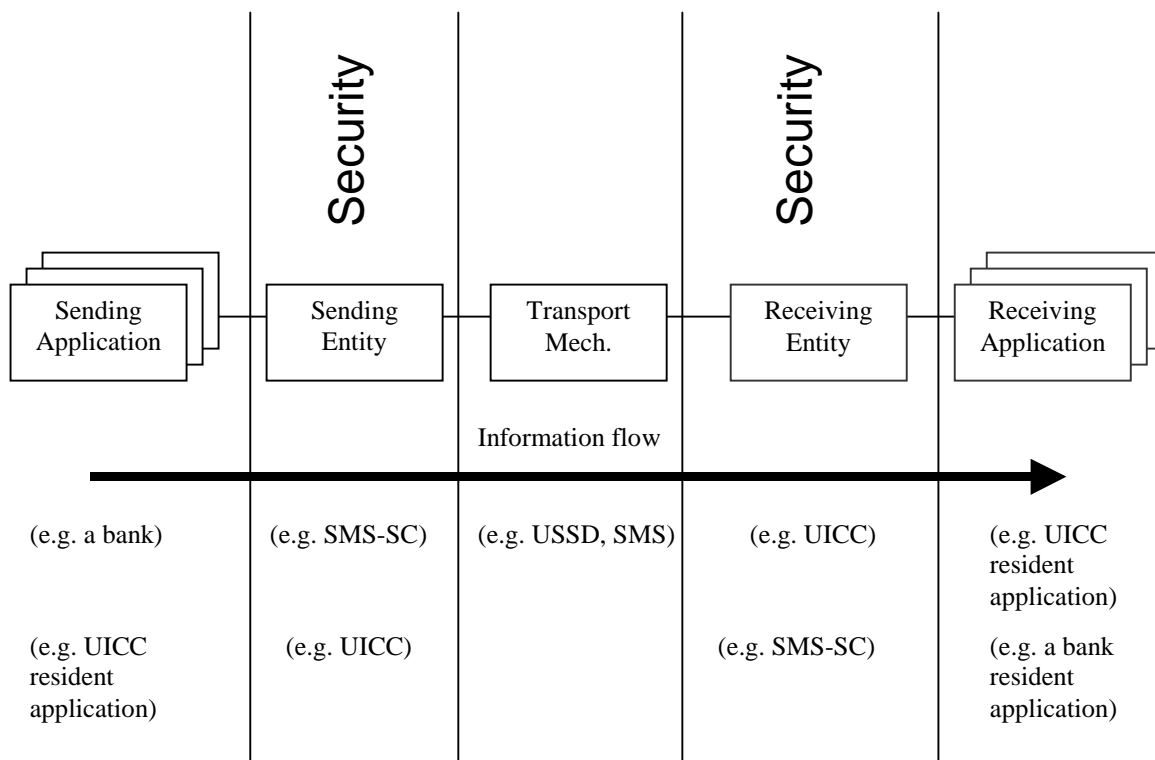 Security
Security
Sending
Application
Sending
Entity
Transport
Mech.
Receiving
Entity
Receiving
Application
Information flow
(e.g. a bank)
(e.g. SMS-SC)
(e.g. USSD, SMS)
(e.g. UICC)
(e.g. UICC
resident
application)
(e.g. UICC
resident
application)
(e.g. UICC)
(e.g. SMS-SC)
(e.g. a bank
resident
application)